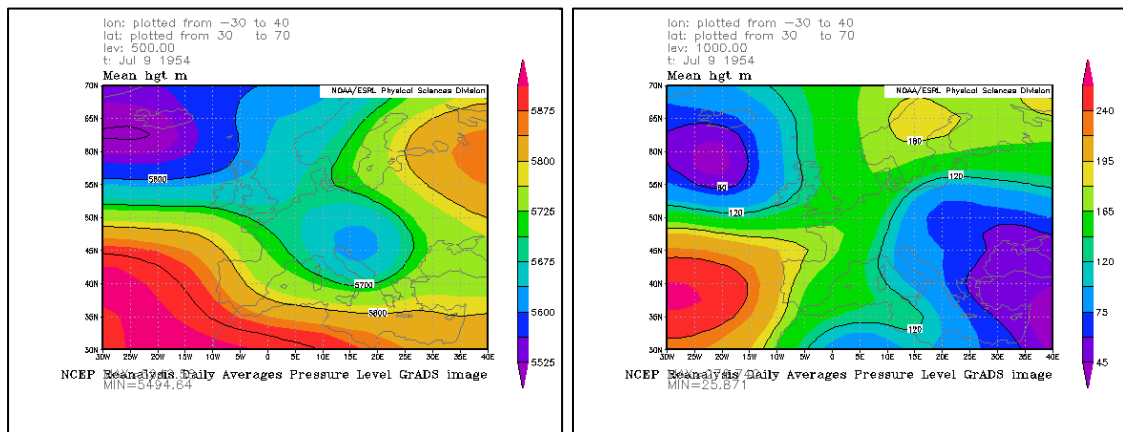 lon: plotted from -30 to 40
lat: plotted from 30 to 70
lev: 500.00
t: Jul 9 1954
Mean hgt m
NOAA/ESRL Physical Sciences Division
70N
65N
60N
55N
50N
45N
40N
35N
30N
5600
5700
5800
30W 25W 20W 15W 10W 5W 0 5E 10E 15E 20E 25E 30E 35E 40E
5875
5800
5725
5675
5600
5525
NCEP Reanalysis Daily Averages Pressure Level GrADS image
MIN=5494.64
lon: plotted from -30 to 40
lat: plotted from 30 to 70
lev: 1000.00
t: Jul 9 1954
Mean hgt m
NOAA/ESRL Physical Sciences Division
70N
65N
60N
55N
50N
45N
40N
35N
30N
180
120
60
120
120
30W 25W 20W 15W 10W 5W 0 5E 10E 15E 20E 25E 30E 35E 40E
240
195
165
120
75
45
NCEP Reanalysis Daily Averages Pressure Level GrADS image
MIN=25.871